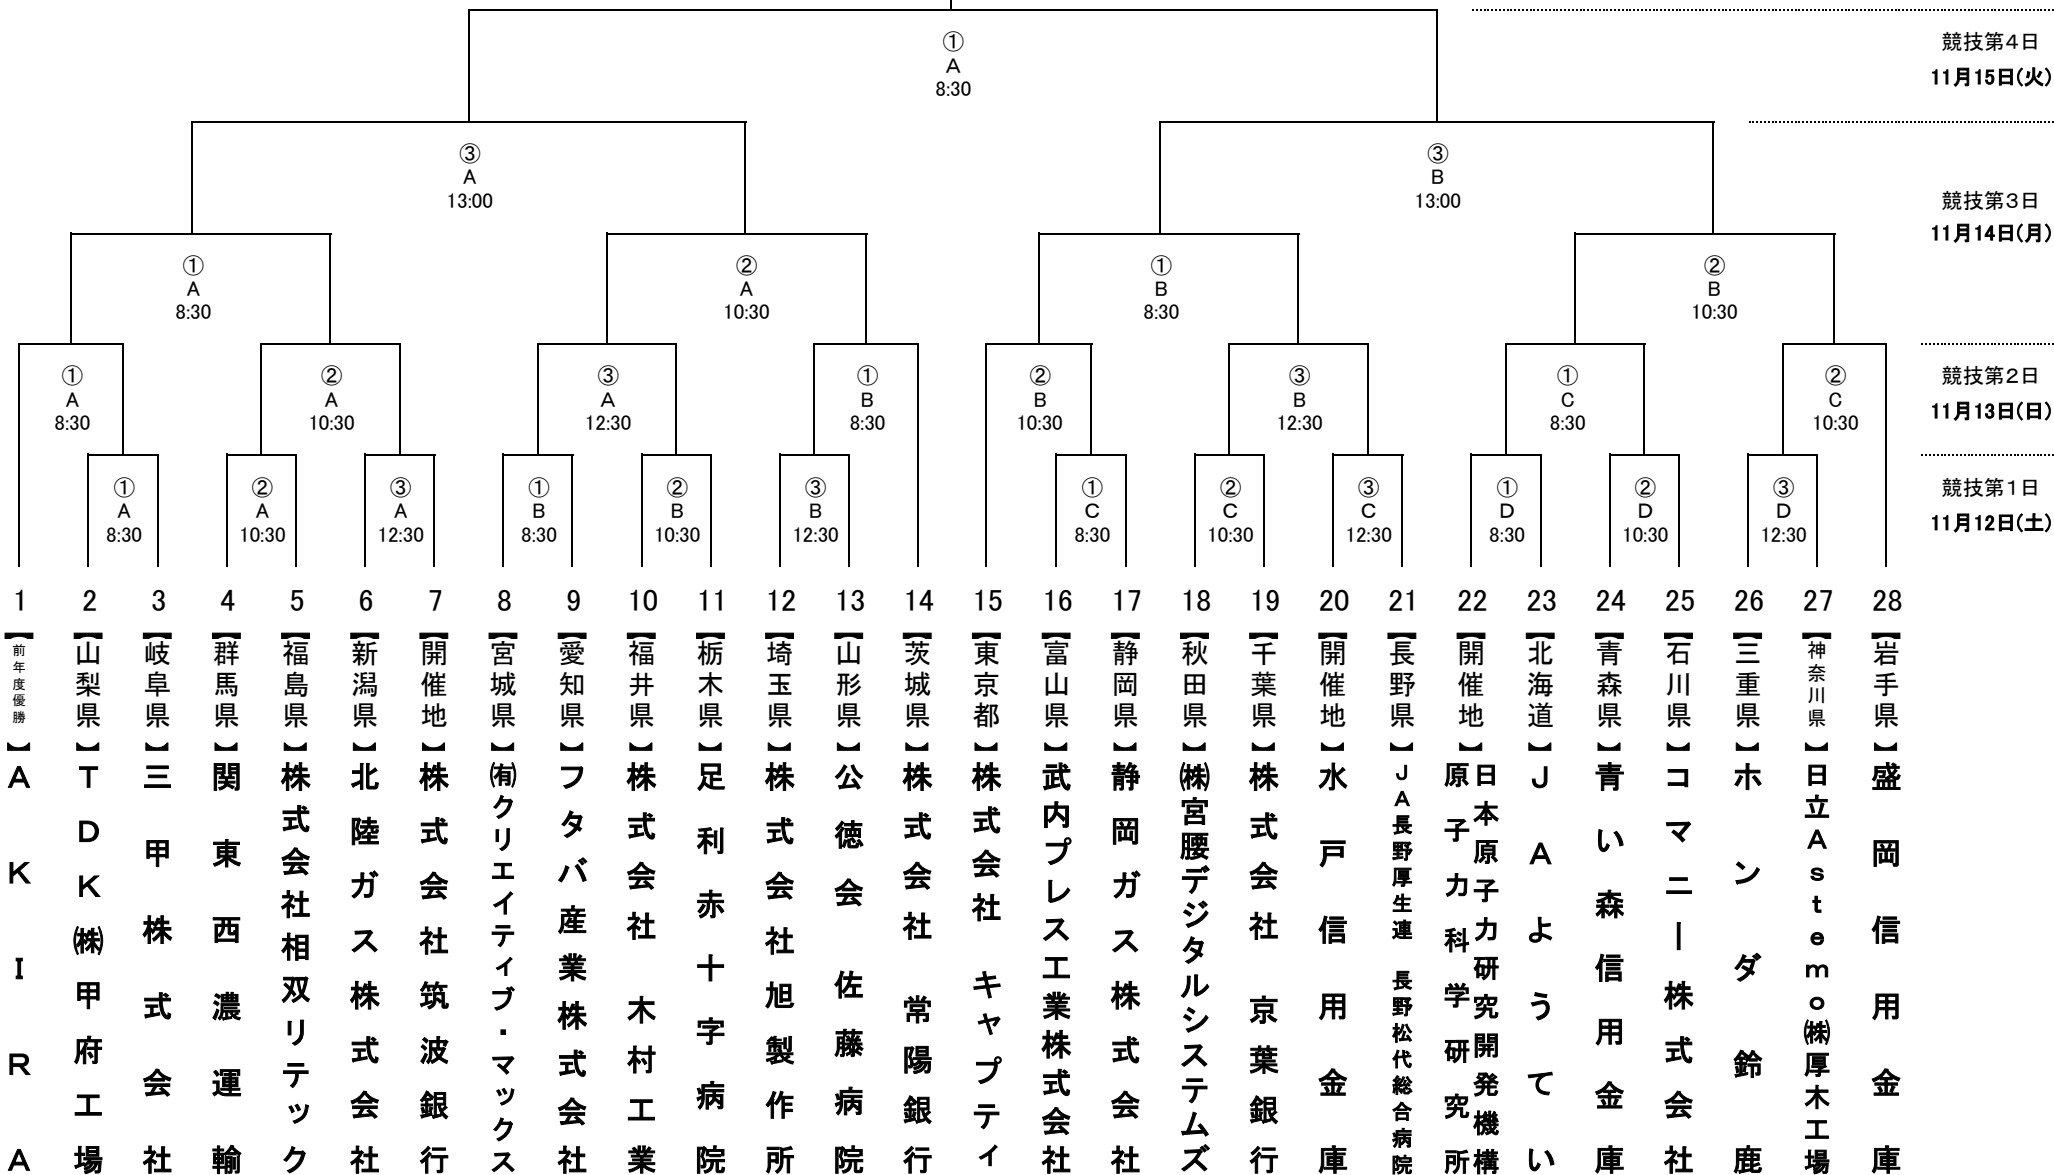 ①
A
8:30
競技第4日
11月15日(火)
③
A
13:00
③
B
13:00
競技第3日
11月14日(月)
①
A
8:30
②
A
10:30
①
B
8:30
②
B
10:30
①
A
8:30
②
A
10:30
③
A
12:30
①
B
8:30
②
B
10:30
③
B
12:30
①
C
8:30
②
C
10:30
競技第2日
11月13日(日)
①
A
8:30
②
A
10:30
③
A
12:30
①
B
8:30
②
B
10:30
③
B
12:30
①
C
8:30
②
C
10:30
③
C
12:30
①
D
8:30
②
D
10:30
③
D
12:30
競技第1日
11月12日(土)
1
【前年度優勝】AKIRA
2
【山梨県】TDK㈱甲府工場
3
【岐阜県】三甲株式会社
4
【群馬県】関東西濃運輸
5
【福島県】株式会社相双リテック
6
【新潟県】北陸ガス株式会社
7
【開催地】株式会社筑波銀行
8
【宮城県】㈲クリエイティブ・マックス
9
【愛知県】フタバ産業株式会社
10
【福井県】株式会社 木村工業
11
【栃木県】足利赤十字病院
12
【埼玉県】株式会社旭製作所
13
【山形県】公徳会 佐藤病院
14
【茨城県】株式会社 常陽銀行
15
【東京都】株式会社 キャプティ
16
【富山県】武内プレス工業株式会社
17
【静岡県】静岡ガス株式会社
18
【秋田県】㈱宮腰デジタルシステムズ
19
【千葉県】株式会社 京葉銀行
20
【開催地】水戸信用金庫
21
【長野県】JA長野厚生連 長野松代総合病院
22
【開催地】日本原子力研究開発機構
原子力科学研究所
23
【北海道】JAようてい
24
【青森県】青い森信用金庫
25
【石川県】コマニー株式会社
26
【三重県】ホンダ鈴鹿
27
【神奈川県】日立Astemo㈱厚木工場
28
【岩手県】盛岡信用金庫